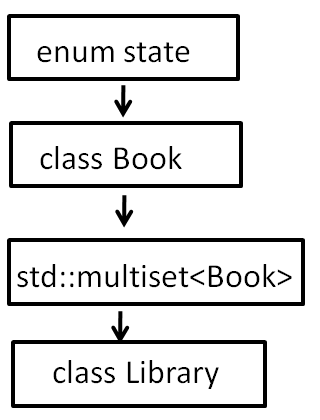 enum state
class Book
std::multiset<Book>
class Library